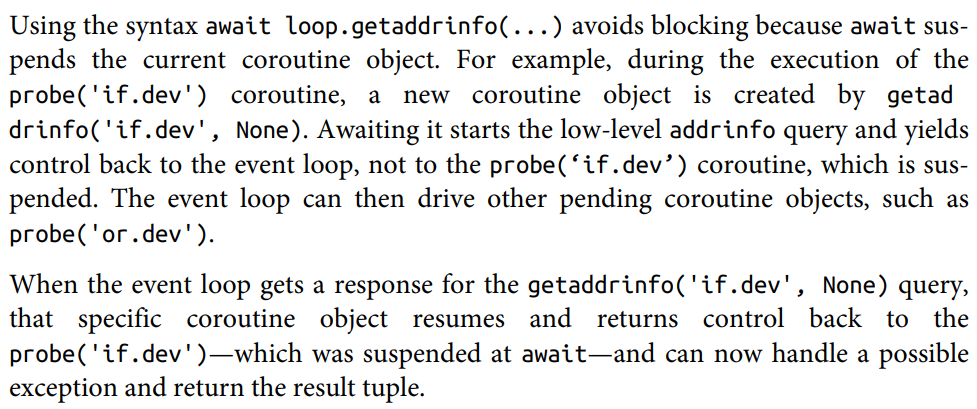 Using the syntax await loop.getaddrinfo(...) avoids blocking because await sus-
pends the current coroutine object. For example, during the execution of the
probe('if.dev') coroutine, a new coroutine object is created by getad
drinfo('if.dev', None). Awaiting it starts the low-level addrinfo query and yields
control back to the event loop, not to the probe(‘if.dev’) coroutine, which is sus-
pended. The event loop can then drive other pending coroutine objects, such as
probe('or.dev').
When the event loop gets a response for the getaddrinfo('if.dev', None) query,
that specific coroutine object resumes and returns control back to the
probe('if.dev')—which was suspended at await—and can now handle a possible
exception and return the result tuple.